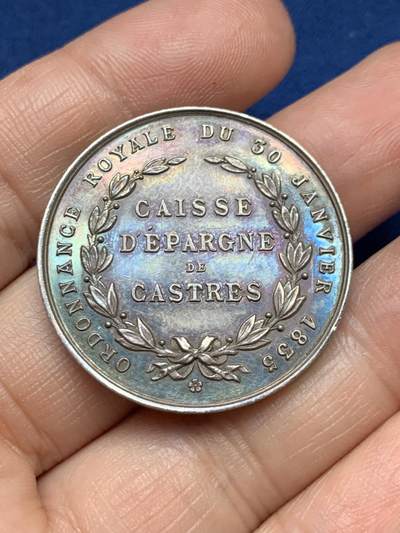 ORDONNANCE ROYALE DU 30 JANVIER 1835
CAISSE
D'ÉPARGNE
DE
CASTRES